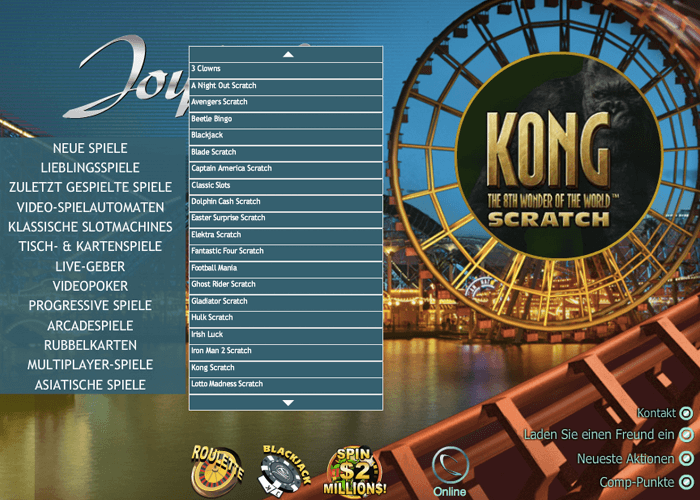 Joy
3 Clowns
A Night Out Scratch
Avengers Scratch
Beetle Bingo
Blackjack
Blade Scratch
Captain America Scratch
Classic Slots
Dolphin Cash Scratch
Easter Surprise Scratch
Elektra Scratch
Fantastic Four Scratch
Football Mania
Ghost Rider Scratch
Gladiator Scratch
Hulk Scratch
Irish Luck
Iron Man 2 Scratch
Kong Scratch
Lotto Madness Scratch
NEUE SPIELE
LIEBLINGSSPIELE
ZULETZT GESPIELTE SPIELE
VIDEO-SPIELAUTOMATEN
KLASSISCHE SLOTMACHINES
TISCH- & KARTENSPIELE
LIVE-GEBER
VIDEOPOKER
PROGRESSIVE SPIELE
ARCADESPIELE
RUBBELKARTEN
MULTIPLAYER-SPIELE
ASIATISCHE SPIELE
KONG
THE 8TH WONDER OF THE WORLD™
SCRATCH
Kontakt
Laden Sie einen Freund ein
Neueste Aktionen
Comp-Punkte
ROULETTE
BLACKJACK
SPIN
$2
MILLIONS!
Online